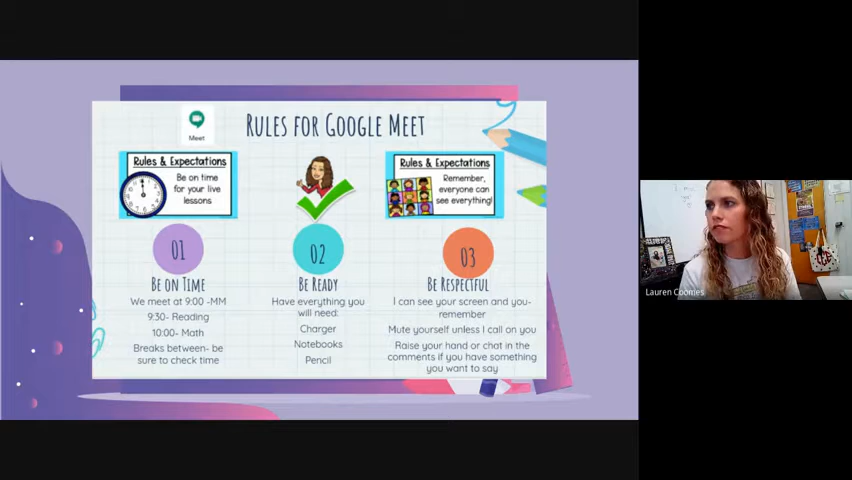 Meet
RULES FOR GOOGLE MEET
Rules & Expectations
Be on time
for your live
lessons
Rules & Expectations
Remember,
everyone can
see everything!
01
BE ON TIME
We meet at 9:00 -MM
9:30- Reading
10:00- Math
Breaks between- be
sure to check time
02
BE READY
Have everything you
will need:
Charger
Notebooks
Pencil
03
BE RESPECTFUL
I can see your screen and you-
remember
Mute yourself unless I call on you
Raise your hand or chat in the
comments if you have something
you want to say
Lauren Coomes